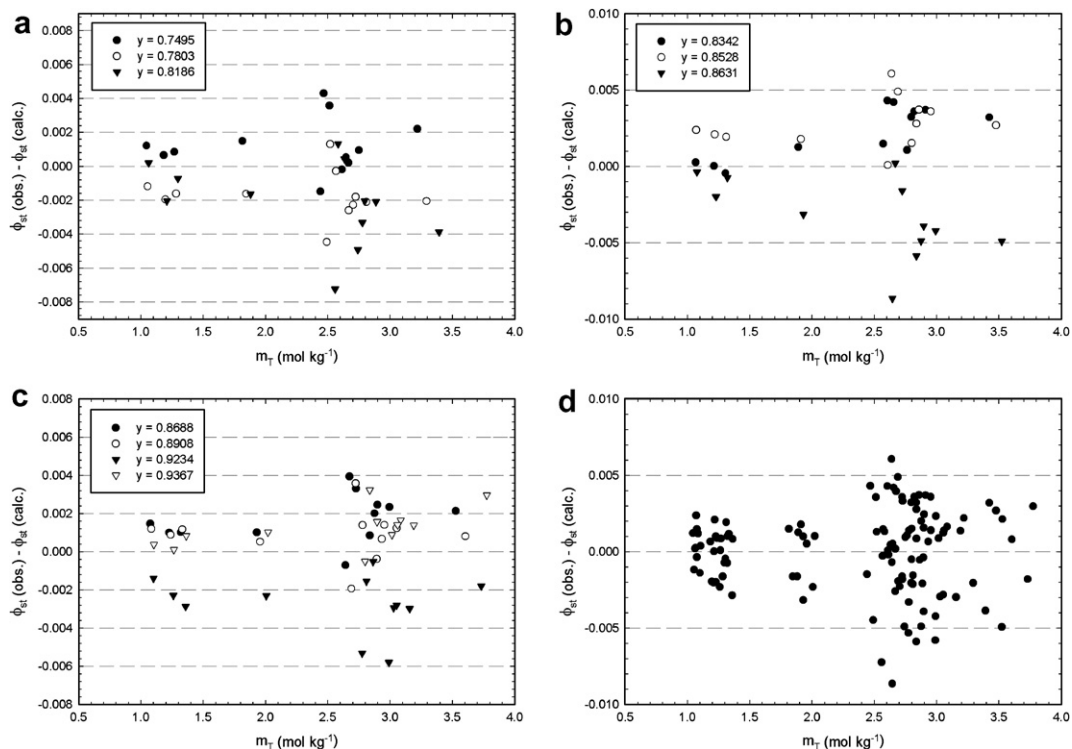 a
y = 0.7495
y = 0.7803
y = 0.8186
ϕst (obs.) - ϕst (calc.)
0.008
0.006
0.004
0.002
0.000
-0.002
-0.004
-0.006
-0.008
0.5 1.0 1.5 2.0 2.5 3.0 3.5 4.0
mT (mol kg-1)
b
y = 0.8342
y = 0.8528
y = 0.8631
ϕst (obs.) - ϕst (calc.)
0.010
0.005
0.000
-0.005
-0.010
0.5 1.0 1.5 2.0 2.5 3.0 3.5 4.0
mT (mol kg-1)
c
y = 0.8688
y = 0.8908
y = 0.9234
y = 0.9367
ϕst (obs.) - ϕst (calc.)
0.008
0.006
0.004
0.002
0.000
-0.002
-0.004
-0.006
-0.008
0.5 1.0 1.5 2.0 2.5 3.0 3.5 4.0
mT (mol kg-1)
d
ϕst (obs.) - ϕst (calc.)
0.010
0.005
0.000
-0.005
-0.010
0.5 1.0 1.5 2.0 2.5 3.0 3.5 4.0
mT (mol kg-1)